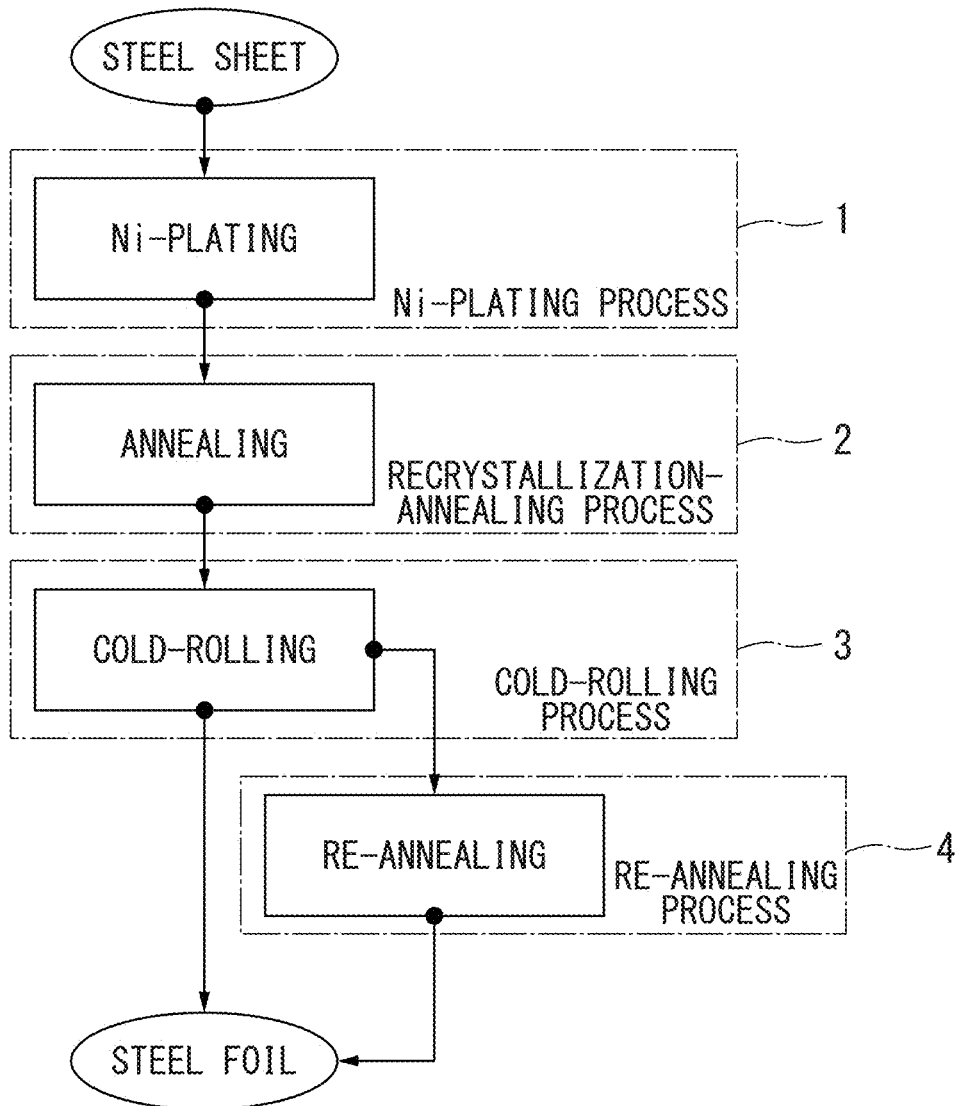 STEEL SHEET
Ni-PLATING
1
Ni-PLATING PROCESS
ANNEALING
2
RECRYSTALLIZATION-
ANNEALING PROCESS
COLD-ROLLING
3
COLD-ROLLING
PROCESS
RE-ANNEALING
4
RE-ANNEALING
PROCESS
STEEL FOIL